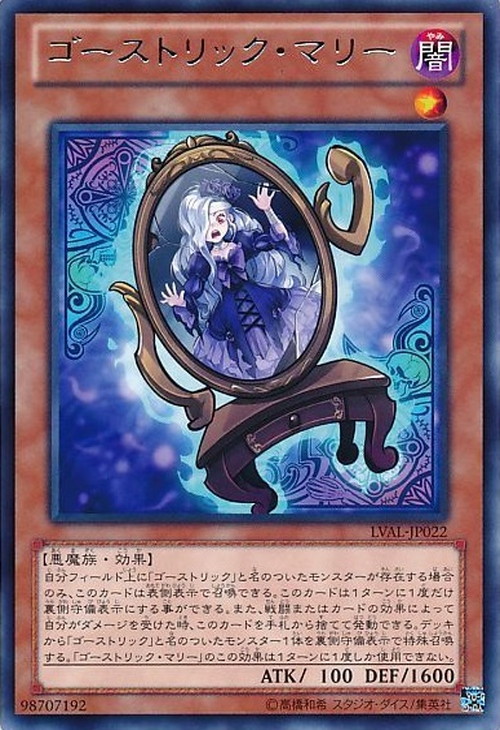 ゴーストリック・マリー
やみ
闇
LVAL-JP022
【悪魔族・効果】
自分フィールド上に「ゴーストリック」と名のついたモンスターが存在する場合
のみ、このカードは表側表示で召喚できる。このカードは1ターンに1度だけ
裏側守備表示にする事ができる。また、戦闘またはカードの効果によって
自分がダメージを受けた時、このカードを手札から捨てて発動できる。デッキ
から「ゴーストリック」と名のついたモンスター1体を裏側守備表示で特殊召喚
する。「ゴーストリック・マリー」のこの効果は1ターンに1度しか使用できない。
ATK/ 100 DEF/1600
98707192
©高橋和希 スタジオ・ダイス/集英社